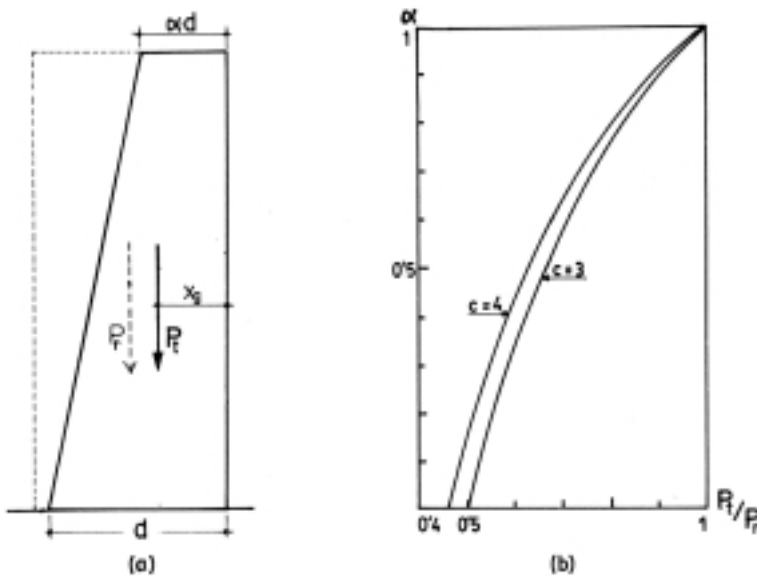 αd
x_g
P_r
P_t
d
(a)
α
1
0'5
c=4
c=3
0'4
0'5
1
P_t/P_r
(b)